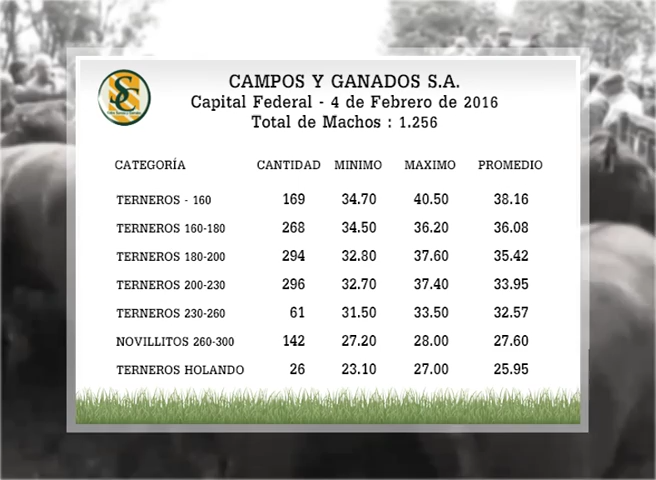 SC
CAMPOS Y GANADOS S.A.
Capital Federal - 4 de Febrero de 2016
Total de Machos : 1.256
CATEGORÍA CANTIDAD MINIMO MAXIMO PROMEDIO
TERNEROS - 160 169 34.70 40.50 38.16
TERNEROS 160-180 268 34.50 36.20 36.08
TERNEROS 180-200 294 32.80 37.60 35.42
TERNEROS 200-230 296 32.70 37.40 33.95
TERNEROS 230-260 61 31.50 33.50 32.57
NOVILLITOS 260-300 142 27.20 28.00 27.60
TERNEROS HOLANDO 26 23.10 27.00 25.95